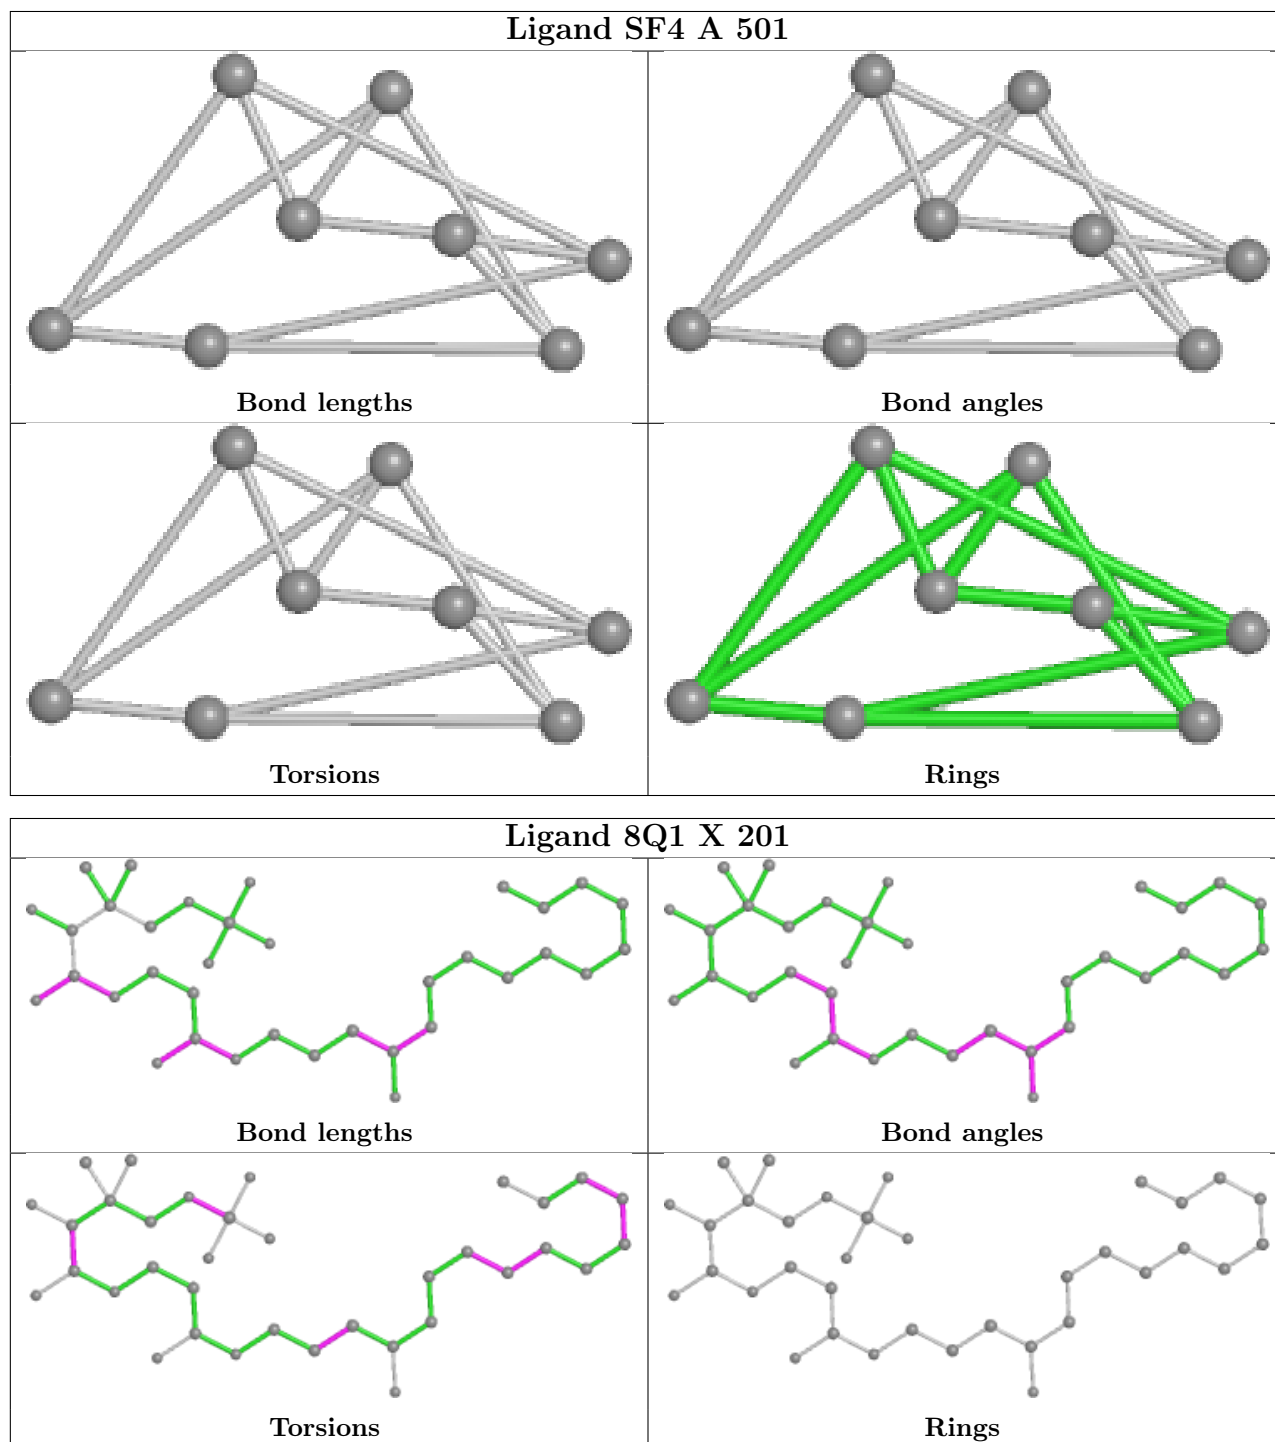 Ligand SF4 A 501
Bond lengths
Bond angles
Torsions
Rings
Ligand 8Q1 X 201
Bond lengths
Bond angles
Torsions
Rings